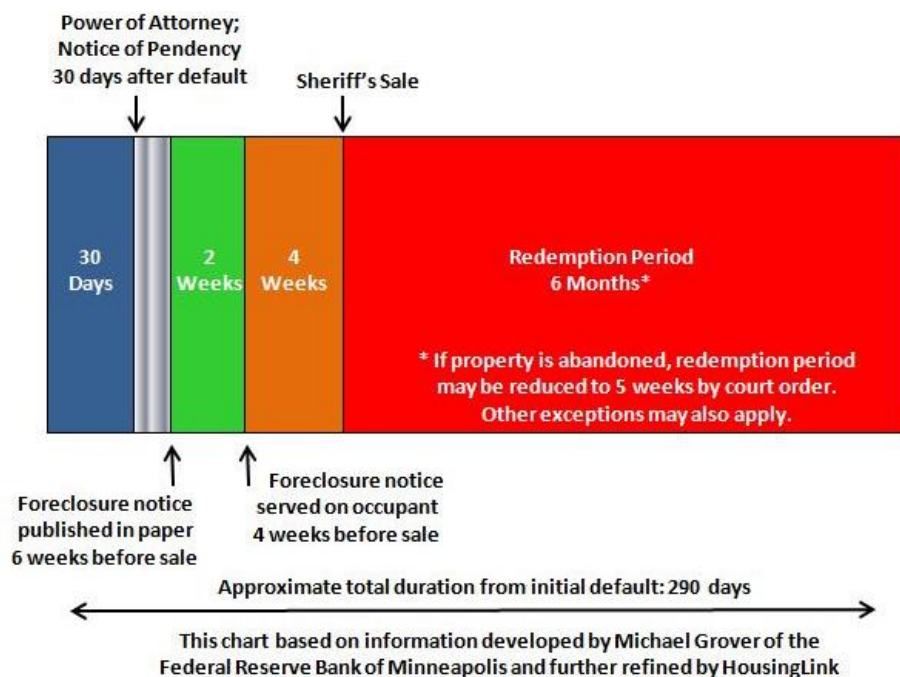 Power of Attorney;
Notice of Pendency
30 days after default
Sheriff's Sale
30
Days
2
Weeks
4
Weeks
Redemption Period
6 Months*
* If property is abandoned, redemption period
may be reduced to 5 weeks by court order.
Other exceptions may also apply.
Foreclosure notice
published in paper
6 weeks before sale
Foreclosure notice
served on occupant
4 weeks before sale
Approximate total duration from initial default: 290 days
This chart based on information developed by Michael Grover of the
Federal Reserve Bank of Minneapolis and further refined by HousingLink